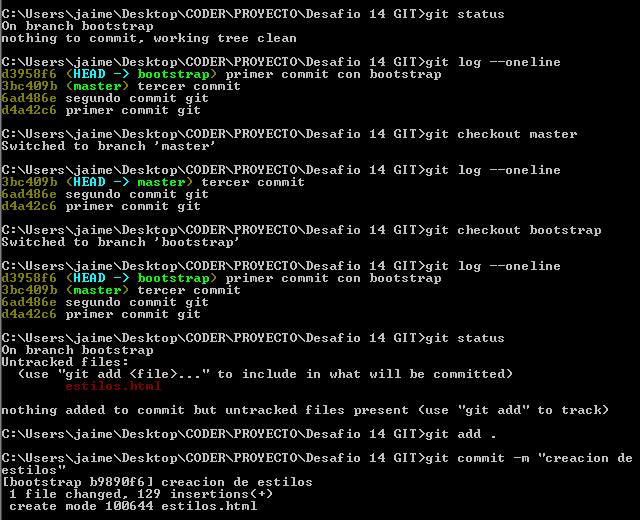 C:\Users\jaime\Desktop\CODER\PROYECTO\Desafio 14 GIT>git status
On branch bootstrap
nothing to commit, working tree clean
C:\Users\jaime\Desktop\CODER\PROYECTO\Desafio 14 GIT>git log --oneline
d3958f6 (HEAD -> bootstrap) primer commit con bootstrap
3bc409b (master) tercer commit
6ad486e segundo commit git
d4a42c6 primer commit git
C:\Users\jaime\Desktop\CODER\PROYECTO\Desafio 14 GIT>git checkout master
Switched to branch 'master'
C:\Users\jaime\Desktop\CODER\PROYECTO\Desafio 14 GIT>git log --oneline
3bc409b (HEAD -> master) tercer commit
6ad486e segundo commit git
d4a42c6 primer commit git
C:\Users\jaime\Desktop\CODER\PROYECTO\Desafio 14 GIT>git checkout bootstrap
Switched to branch 'bootstrap'
C:\Users\jaime\Desktop\CODER\PROYECTO\Desafio 14 GIT>git log --oneline
d3958f6 (HEAD -> bootstrap) primer commit con bootstrap
3bc409b (master) tercer commit
6ad486e segundo commit git
d4a42c6 primer commit git
C:\Users\jaime\Desktop\CODER\PROYECTO\Desafio 14 GIT>git status
On branch bootstrap
Untracked files:
  (use "git add <file>..." to include in what will be committed)
        estilos.html
nothing added to commit but untracked files present (use "git add" to track)
C:\Users\jaime\Desktop\CODER\PROYECTO\Desafio 14 GIT>git add .
C:\Users\jaime\Desktop\CODER\PROYECTO\Desafio 14 GIT>git commit -m "creacion de
estilos"
[bootstrap b9890f6] creacion de estilos
 1 file changed, 129 insertions(+)
 create mode 100644 estilos.html